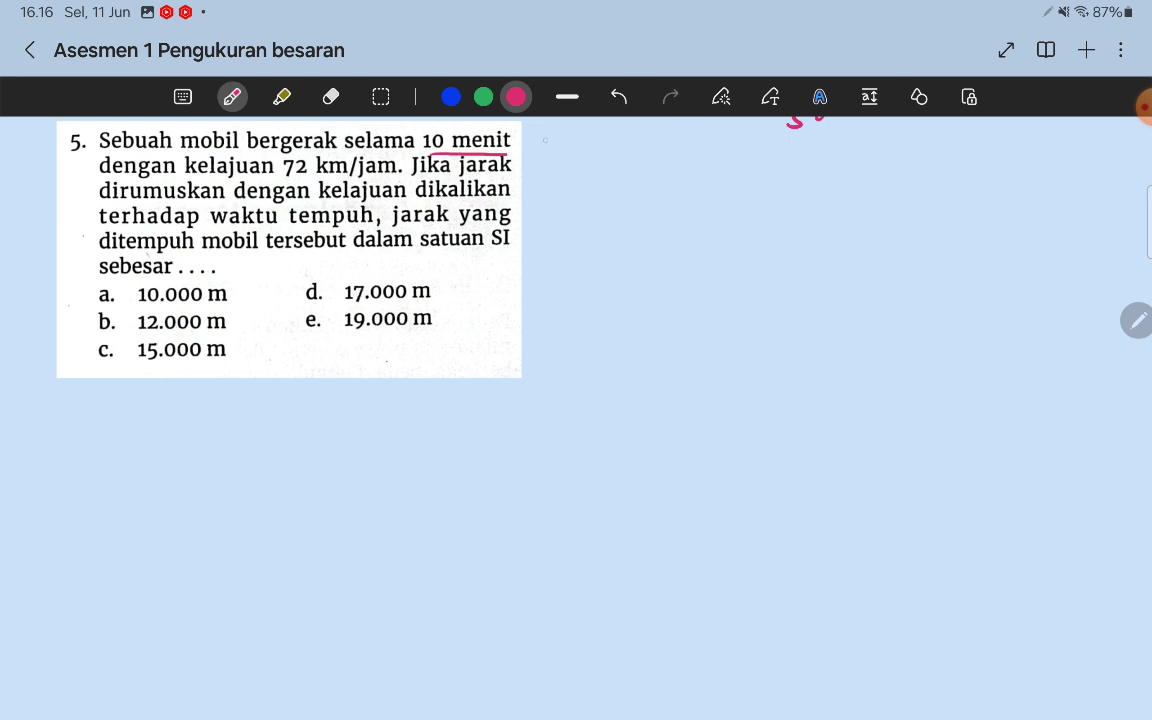 16.16 Sel, 11 Jun
87%
Asesmen 1 Pengukuran besaran
5. Sebuah mobil bergerak selama 10 menit
dengan kelajuan 72 km/jam. Jika jarak
dirumuskan dengan kelajuan dikalikan
terhadap waktu tempuh, jarak yang
ditempuh mobil tersebut dalam satuan SI
sebesar . . . .
a. 10.000 m
d. 17.000 m
b. 12.000 m
e. 19.000 m
c. 15.000 m